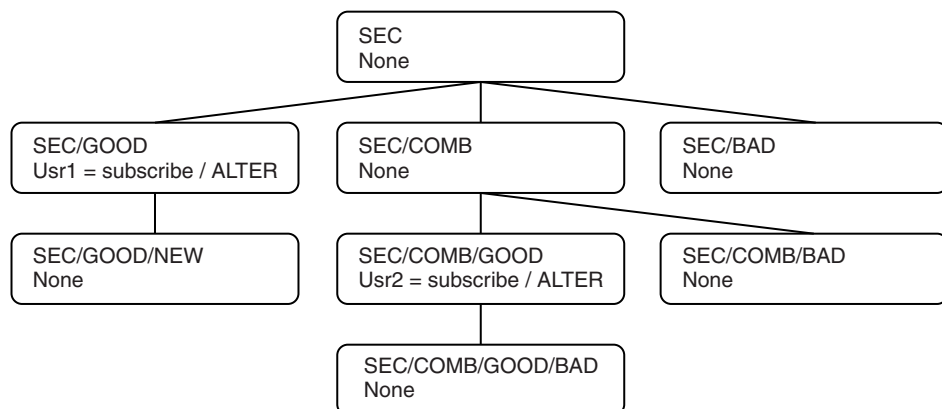 SEC
None
SEC/GOOD
Usr1 = subscribe / ALTER
SEC/COMB
None
SEC/BAD
None
SEC/GOOD/NEW
None
SEC/COMB/GOOD
Usr2 = subscribe / ALTER
SEC/COMB/BAD
None
SEC/COMB/GOOD/BAD
None